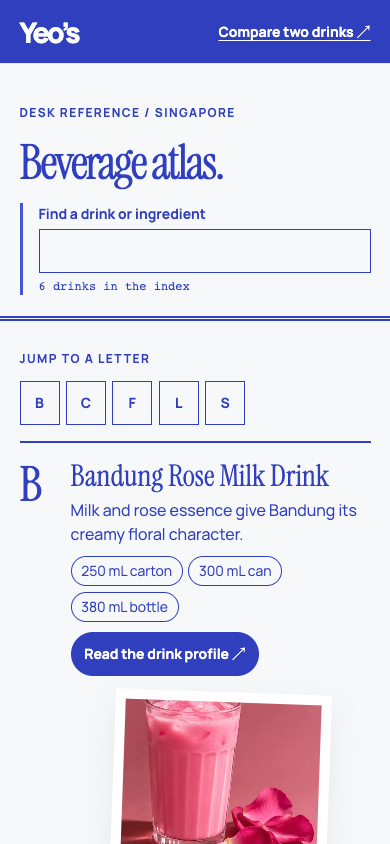 Yeo's
Compare two drinks ↗
DESK REFERENCE / SINGAPORE
Beverage atlas.
Find a drink or ingredient
6 drinks in the index
JUMP TO A LETTER
B C F L S
B
Bandung Rose Milk Drink
Milk and rose essence give Bandung its
creamy floral character.
250 mL carton 300 mL can
380 mL bottle
Read the drink profile ↗